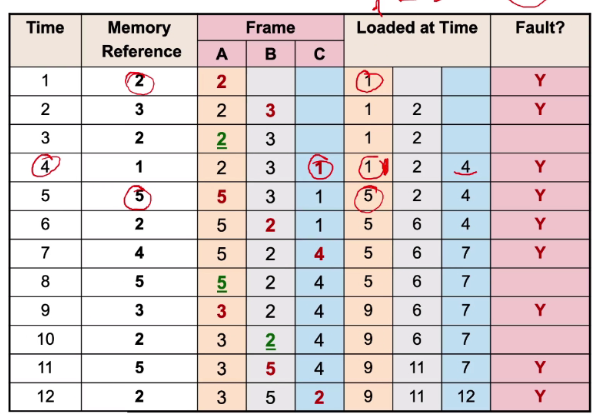 Time Memory Reference Frame Loaded at Time Fault?
A B C
1 2 2 1 Y
2 3 2 3 1 2 Y
3 2 2 3 1 2
4 1 2 3 1 1 2 4 Y
5 5 5 3 1 5 2 4 Y
6 2 5 2 1 5 6 4 Y
7 4 5 2 4 5 6 7 Y
8 5 5 2 4 5 6 7
9 3 3 2 4 9 6 7 Y
10 2 3 2 4 9 6 7
11 5 3 5 4 9 11 7 Y
12 2 3 5 2 9 11 12 Y